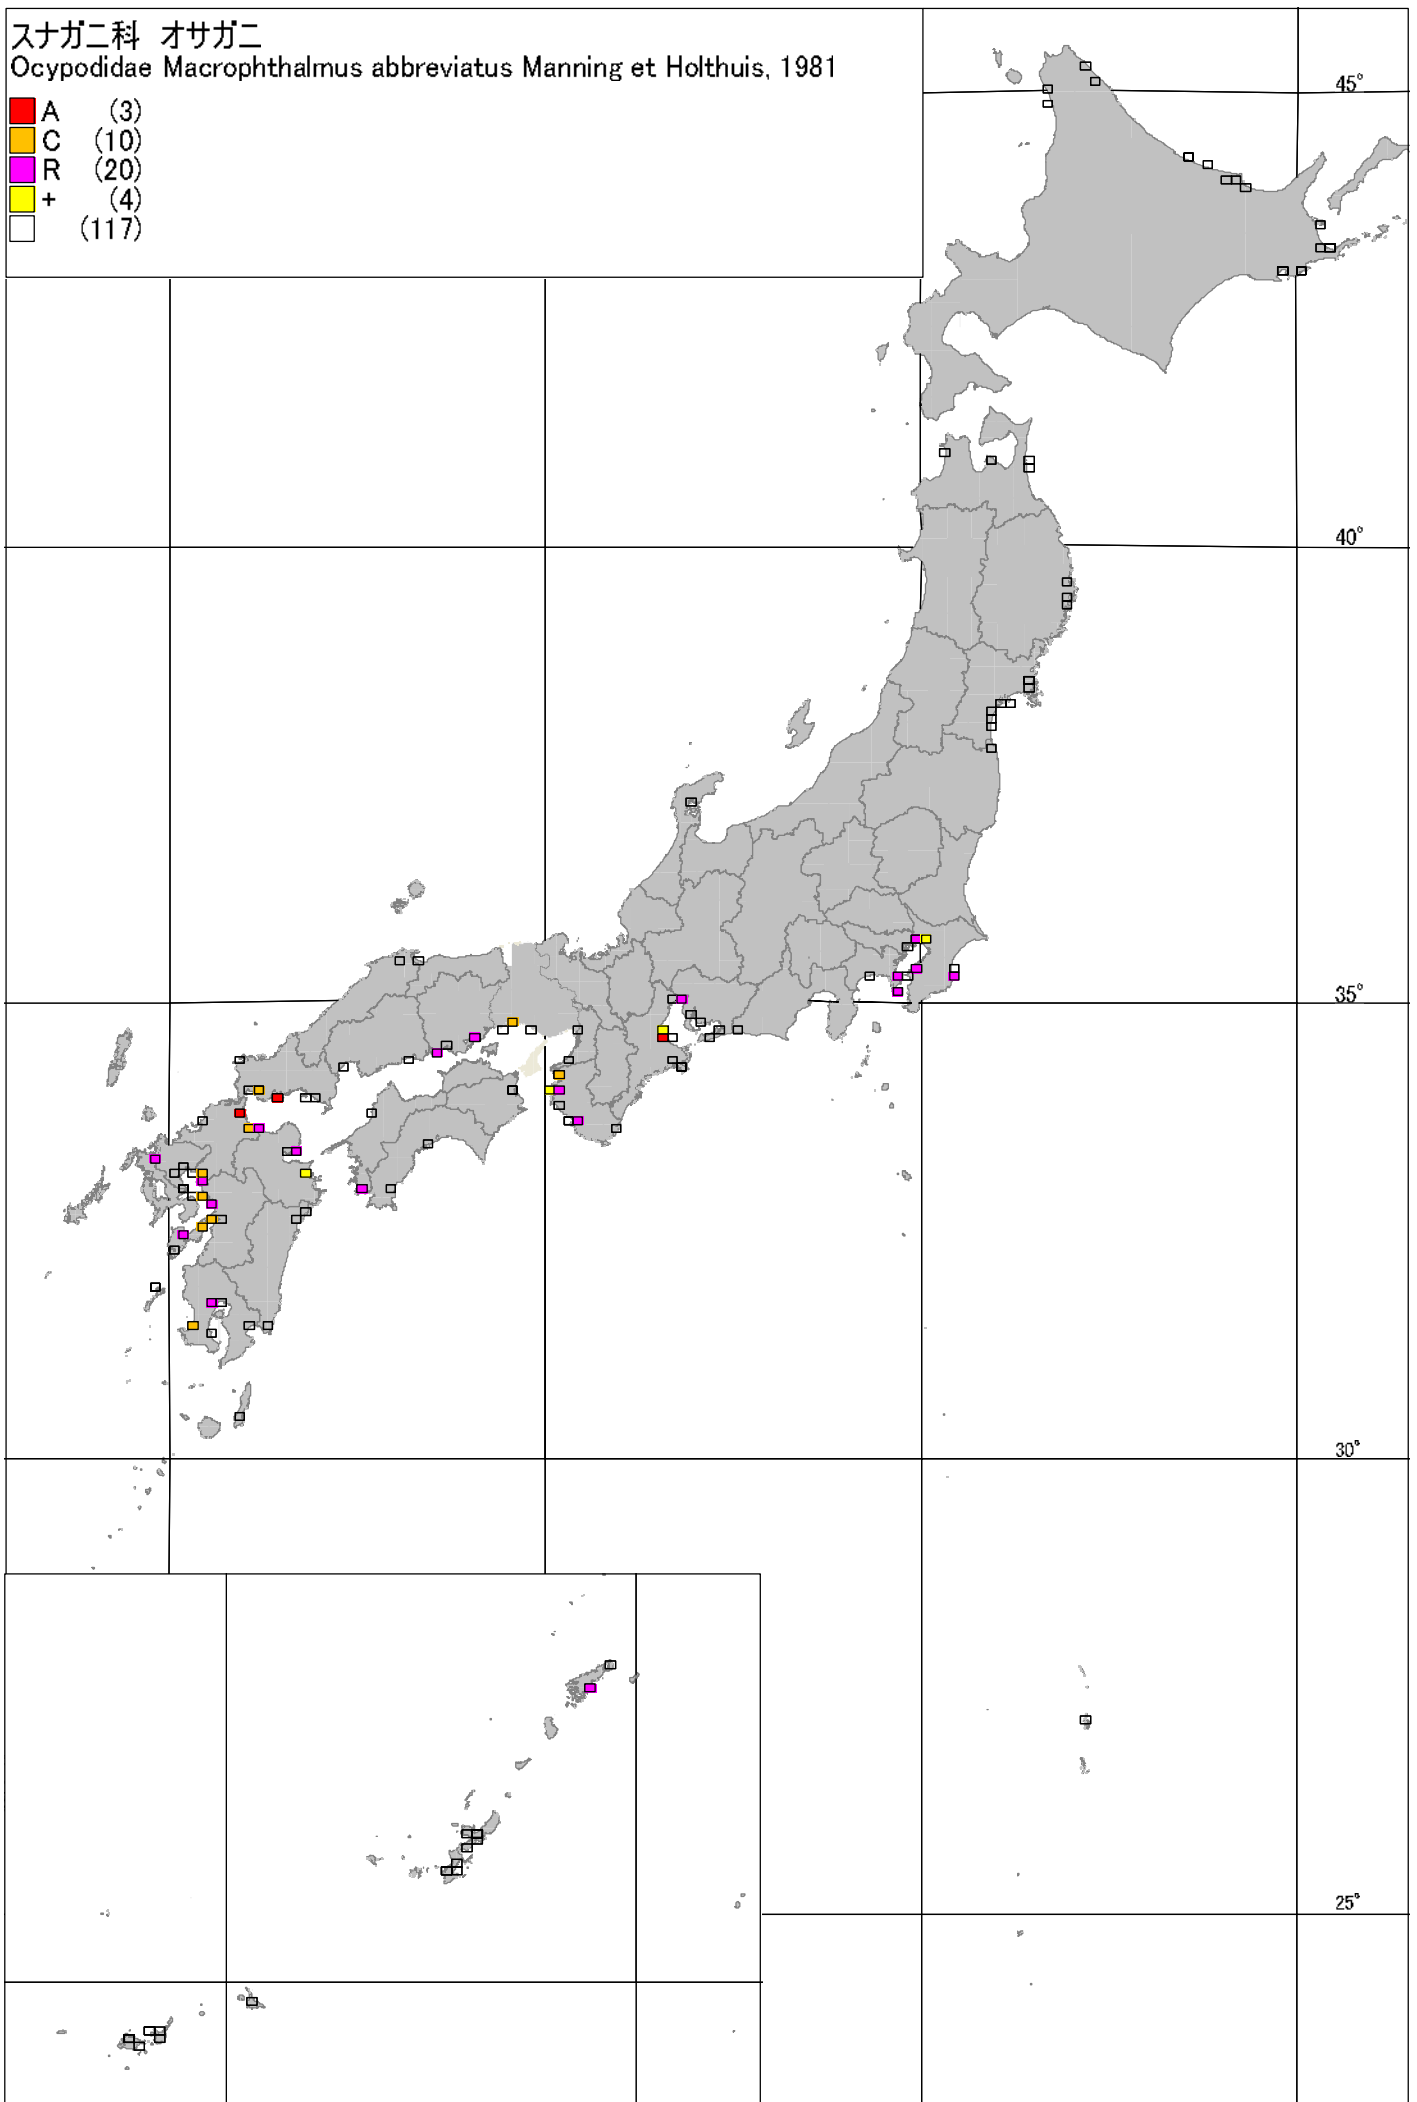 スナガニ科 オサガニ
Ocypodidae Macrophthalmus abbreviatus Manning et Holthuis, 1981
A (3)
C (10)
R (20)
+ (4)
(117)
45°
40°
35°
30°
25°